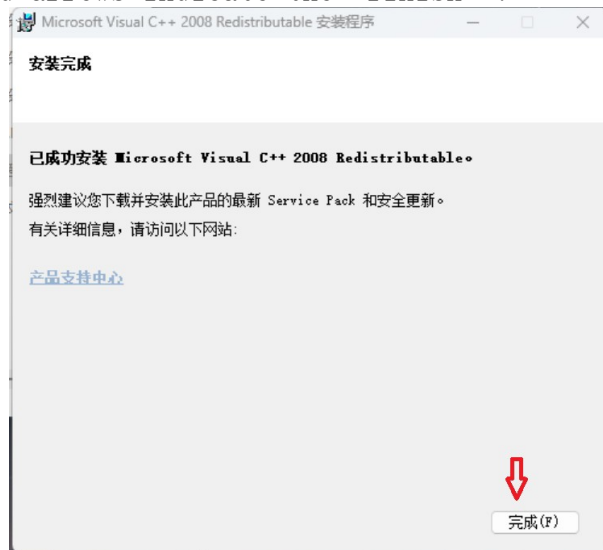 Microsoft Visual C++ 2008 Redistributable 安装程序
安装完成
已成功安装 Microsoft Visual C++ 2008 Redistributable。
强烈建议您下载并安装此产品的最新 Service Pack 和安全更新。
有关详细信息，请访问以下网站:
产品支持中心
完成(F)